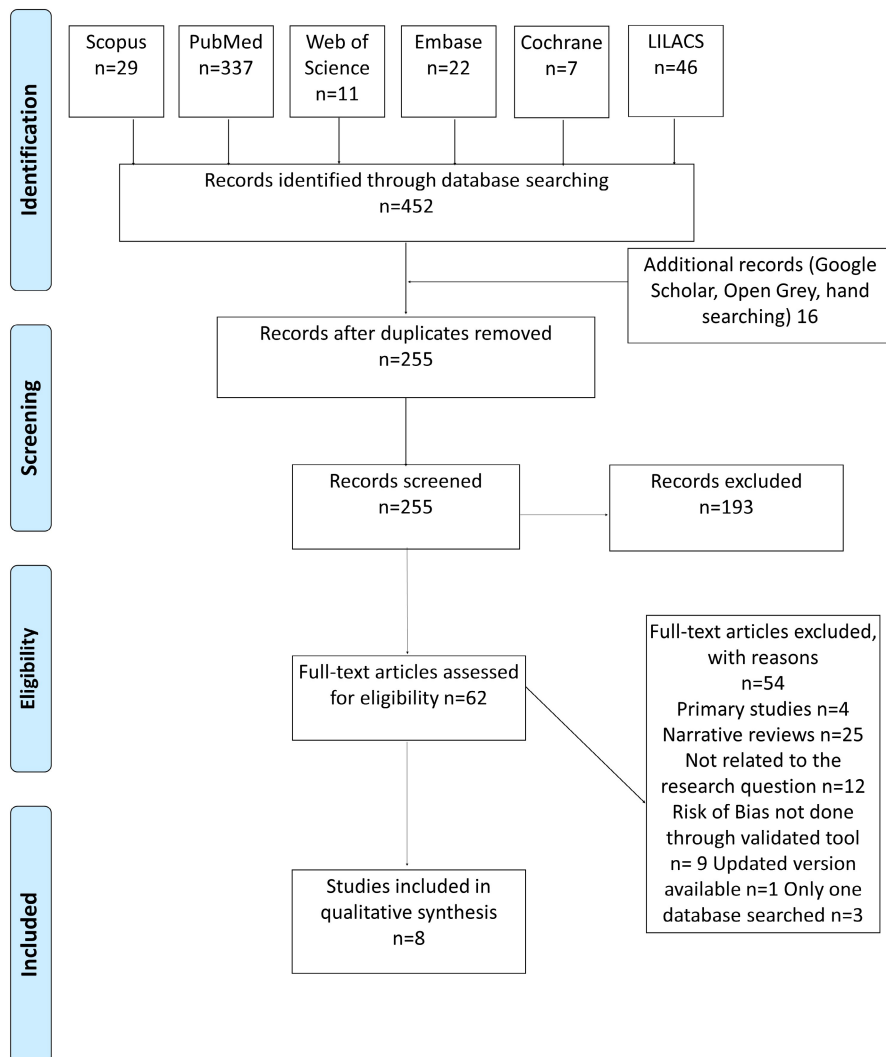 Identification
Scopus
n=29
PubMed
n=337
Web of
Science
n=11
Embase
n=22
Cochrane
n=7
LILACS
n=46
Records identified through database searching
n=452
Additional records (Google
Scholar, Open Grey, hand
searching) 16
Screening
Records after duplicates removed
n=255
Records screened
n=255
Records excluded
n=193
Eligibility
Full-text articles assessed
for eligibility n=62
Full-text articles excluded,
with reasons
n=54
Primary studies n=4
Narrative reviews n=25
Not related to the
research question n=12
Risk of Bias not done
through validated tool
n= 9 Updated version
available n=1 Only one
database searched n=3
Included
Studies included in
qualitative synthesis
n=8